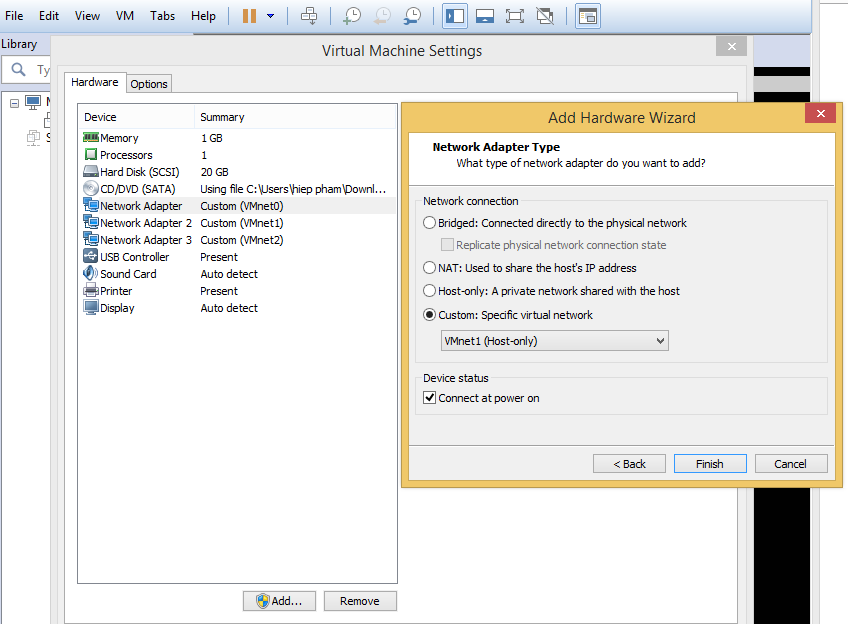 File Edit View VM Tabs Help
Library
Virtual Machine Settings
Ty
Hardware Options
Device Summary
Memory 1 GB
Processors 1
Hard Disk (SCSI) 20 GB
CD/DVD (SATA) Using file C:\Users\hiep pham\Downl...
Network Adapter Custom (VMnet0)
Network Adapter 2 Custom (VMnet1)
Network Adapter 3 Custom (VMnet2)
USB Controller Present
Sound Card Auto detect
Printer Present
Display Auto detect
Add... Remove
Add Hardware Wizard
Network Adapter Type
What type of network adapter do you want to add?
Network connection
Bridged: Connected directly to the physical network
Replicate physical network connection state
NAT: Used to share the host's IP address
Host-only: A private network shared with the host
Custom: Specific virtual network
VMnet1 (Host-only)
Device status
Connect at power on
< Back Finish Cancel